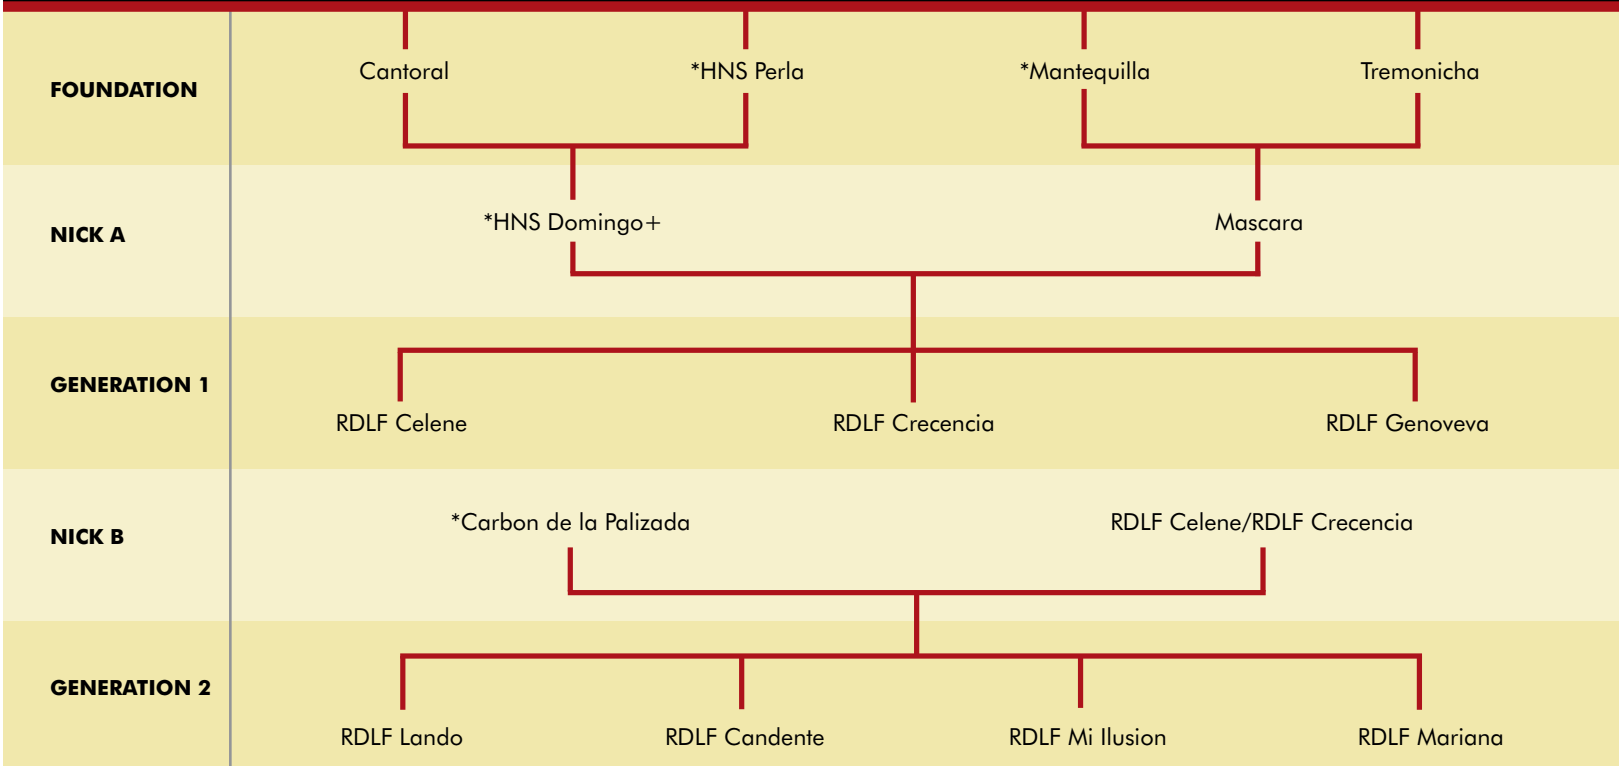 FOUNDATION
Cantoral
*HNS Perla
*Mantequilla
Tremonicha
NICK A
*HNS Domingo+
Mascara
GENERATION 1
RDLF Celene
RDLF Crecencia
RDLF Genoveva
NICK B
*Carbon de la Palizada
RDLF Celene/RDLF Crecencia
GENERATION 2
RDLF Lando
RDLF Candente
RDLF Mi Ilusion
RDLF Mariana